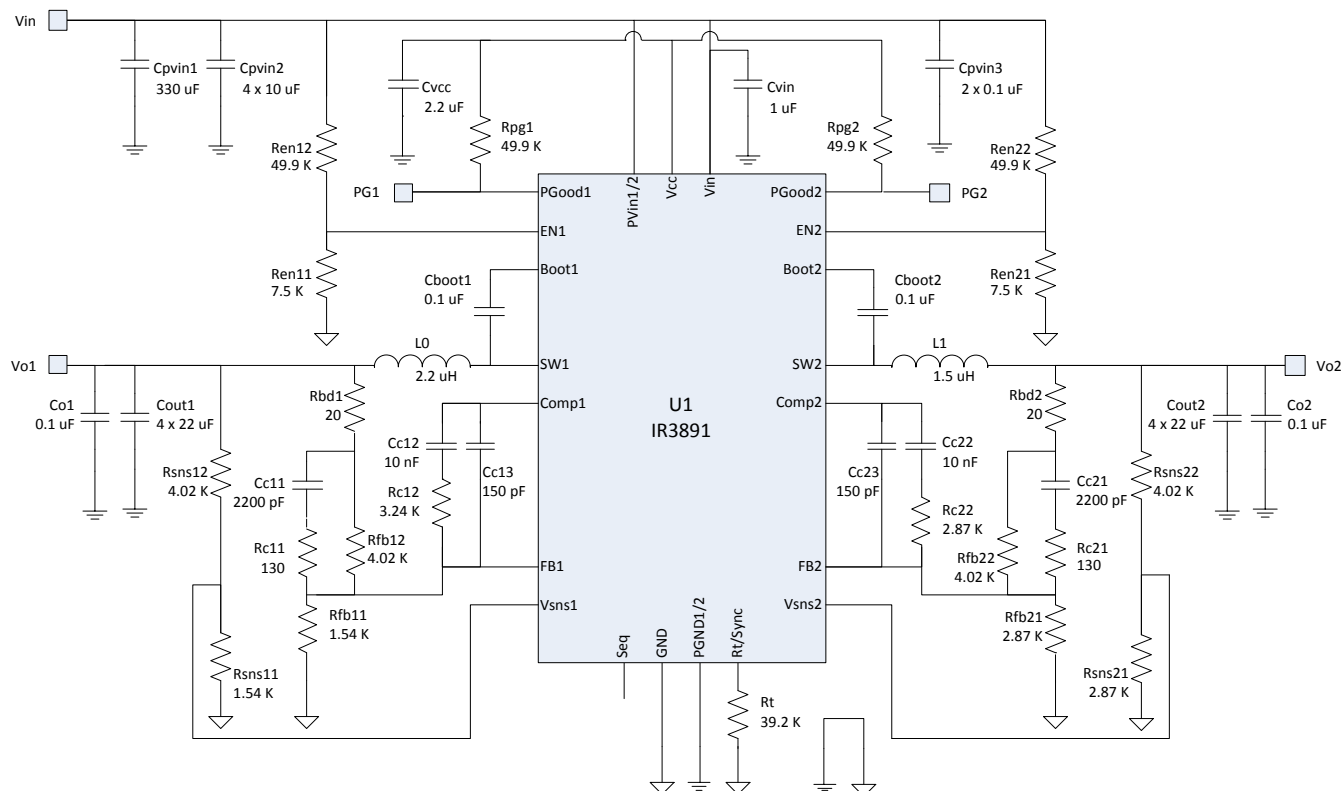 Vin
Cpvin1
330 uF
Cpvin2
4 x 10 uF
Cvcc
2.2 uF
Cvin
1 uF
Cpvin3
2 x 0.1 uF
Rpg1
49.9 K
Rpg2
49.9 K
Ren12
49.9 K
Ren22
49.9 K
PG1
PGood1
PVin1/2
Vcc
Vin
PGood2
PG2
EN1
EN2
Ren11
7.5 K
Cboot1
0.1 uF
Boot1
Boot2
Cboot2
0.1 uF
Ren21
7.5 K
Vo1
L0
2.2 uH
SW1
SW2
L1
1.5 uH
Vo2
Co1
0.1 uF
Cout1
4 x 22 uF
Rbd1
20
Comp1
U1
IR3891
Comp2
Rbd2
20
Cout2
4 x 22 uF
Co2
0.1 uF
Rsns12
4.02 K
Cc11
2200 pF
Cc12
10 nF
Cc13
150 pF
Rc12
3.24 K
Cc23
150 pF
Cc22
10 nF
Rc22
2.87 K
Cc21
2200 pF
Rsns22
4.02 K
Rc11
130
Rfb12
4.02 K
FB1
FB2
Rfb22
4.02 K
Rc21
130
Rfb11
1.54 K
Vsns1
Vsns2
Rfb21
2.87 K
Rsns11
1.54 K
Seq
GND
PGND1/2
Rt/Sync
Rsns21
2.87 K
Rt
39.2 K